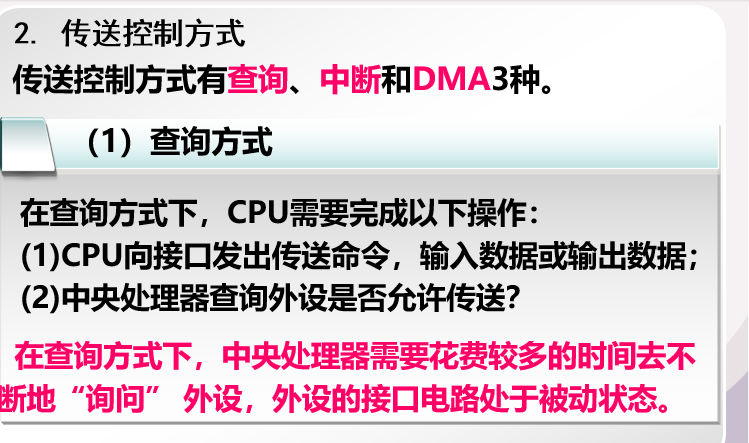 2. 传送控制方式
传送控制方式有查询、中断和DMA3种。
（1）查询方式
在查询方式下，CPU需要完成以下操作：
(1)CPU向接口发出传送命令，输入数据或输出数据；
(2)中央处理器查询外设是否允许传送？
在查询方式下，中央处理器需要花费较多的时间去不
断地“询问” 外设，外设的接口电路处于被动状态。